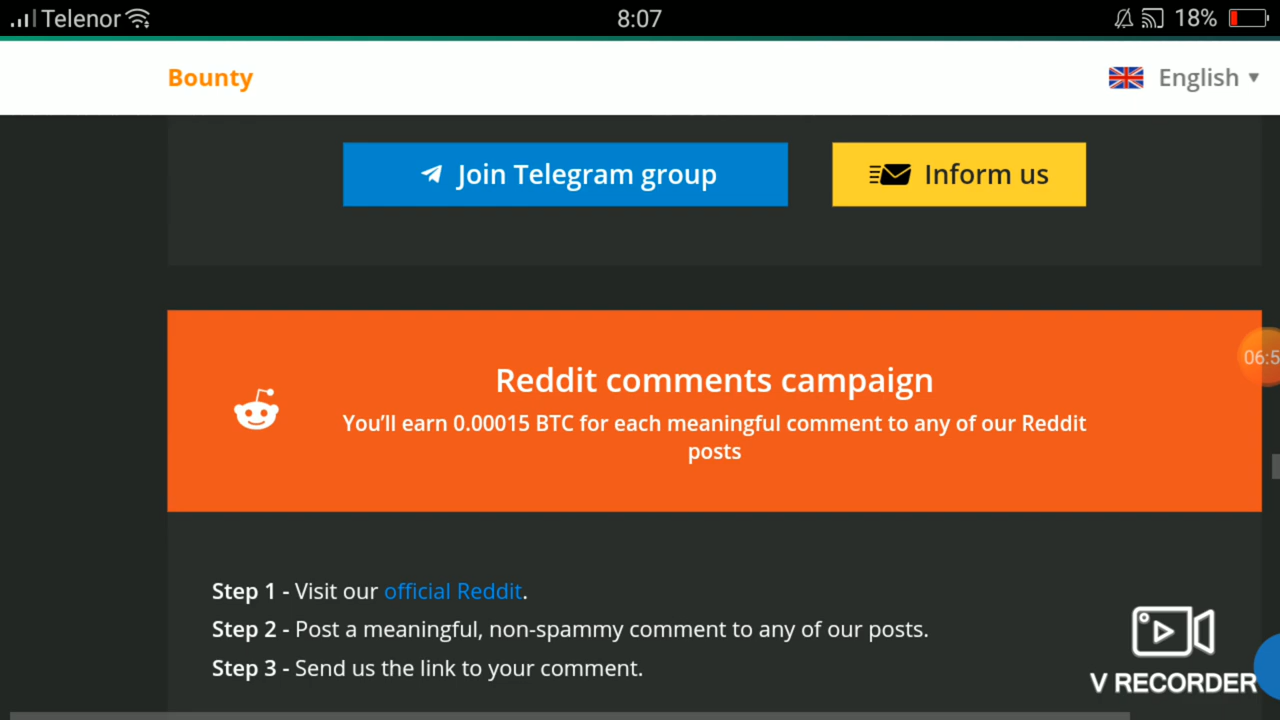 Telenor 8:07 18%
Bounty English
Join Telegram group Inform us
Reddit comments campaign
You’ll earn 0.00015 BTC for each meaningful comment to any of our Reddit
posts
06:5
Step 1 - Visit our official Reddit.
Step 2 - Post a meaningful, non-spammy comment to any of our posts.
Step 3 - Send us the link to your comment.
V RECORDER